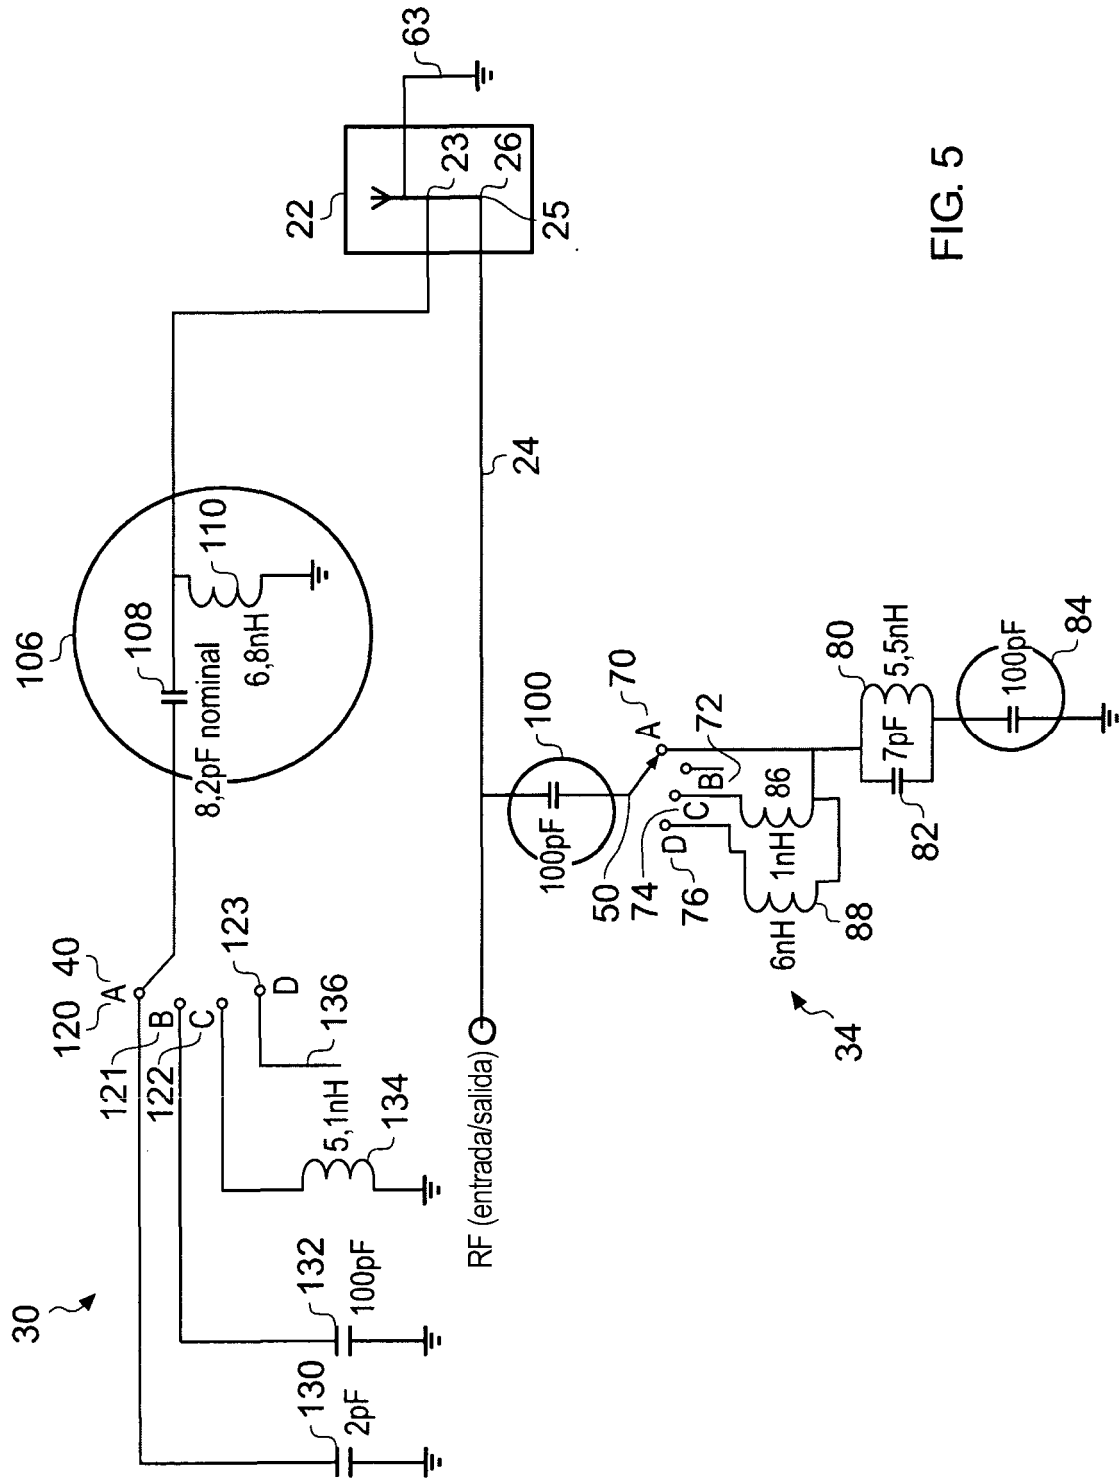 30
130
2pF
132
100pF
134
5,1nH
136
121
122
120
40
A
B
C
D
123
106
108
8,2pF nominal
110
6,8nH
22
63
23
26
25
24
RF (entrada/salida)
100
100pF
50
70
A
B
72
C
74
D
76
86
1nH
6nH
88
34
80
5,5nH
7pF
82
100pF
84
FIG. 5